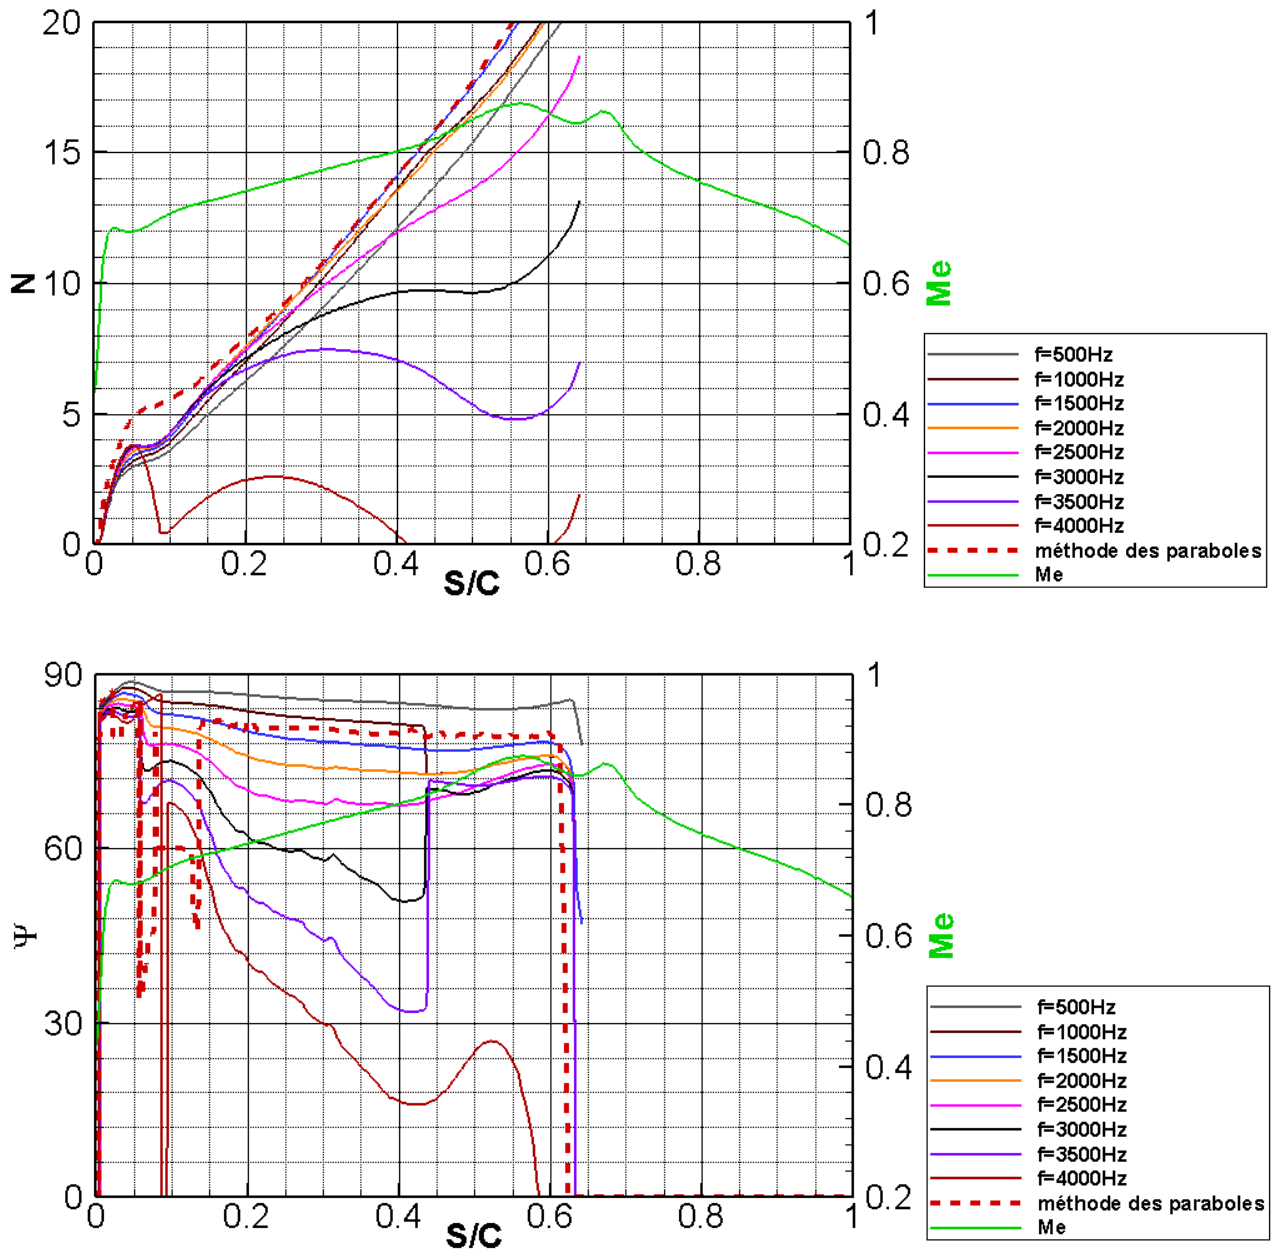 20
15
10
5
0
N
0
0.2
0.4
0.6
0.8
1
S/C
1
0.8
0.6
0.4
0.2
Me
f=500Hz
f=1000Hz
f=1500Hz
f=2000Hz
f=2500Hz
f=3000Hz
f=3500Hz
f=4000Hz
méthode des paraboles
Me
90
60
30
0
Ψ
0
0.2
0.4
0.6
0.8
1
S/C
1
0.8
0.6
0.4
0.2
Me
f=500Hz
f=1000Hz
f=1500Hz
f=2000Hz
f=2500Hz
f=3000Hz
f=3500Hz
f=4000Hz
méthode des paraboles
Me